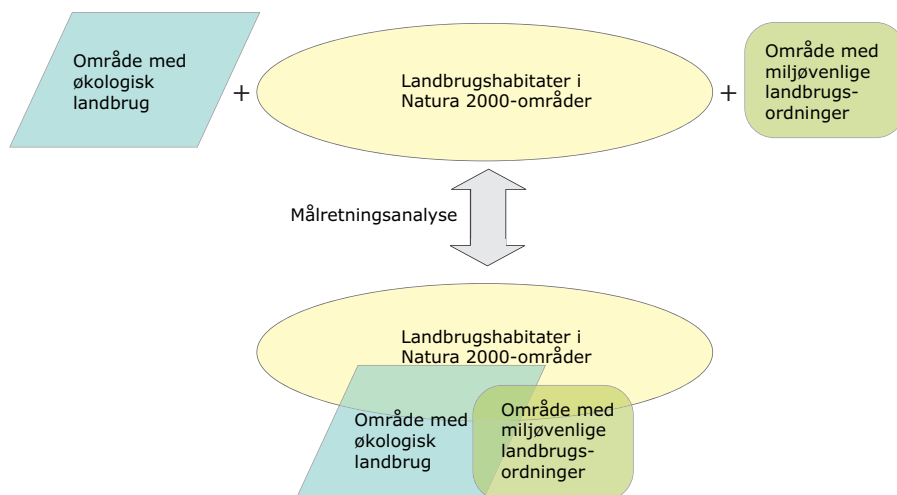 Område med
økologisk
landbrug
+
Landbrugshabitater i
Natura 2000-områder
+
Område med
miljøvenlige
landbrugs-
ordninger
Målretningsanalyse
Landbrugshabitater i
Natura 2000-områder
Område med
økologisk
landbrug
Område med
miljøvenlige
landbrugs-
ordninger